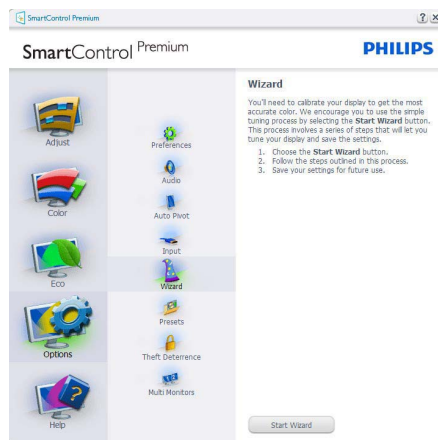 SmartControl Premium
SmartControl Premium
PHILIPS
Adjust
Color
Eco
Options
Help
Preferences
Audio
Auto Pivot
Input
Wizard
Presets
Theft Deterrence
Multi Monitors
Wizard
You'll need to calibrate your display to get the most
accurate color. We encourage you to use the simple
tuning process by selecting the Start Wizard button.
This process involves a series of steps that will let you
tune your display and save the settings.
1. Choose the Start Wizard button.
2. Follow the steps outlined in this process.
3. Save your settings for future use.
Start Wizard